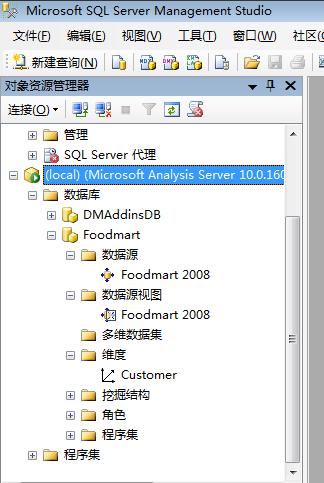 Microsoft SQL Server Management Studio
文件(F) 编辑(E) 视图(V) 工具(T) 窗口(W) 社区(
新建查询(N)
对象资源管理器
连接(O)
管理
SQL Server 代理
(local) (Microsoft Analysis Server 10.0.160
数据库
DMAddinsDB
Foodmart
数据源
Foodmart 2008
数据源视图
Foodmart 2008
多维数据集
维度
Customer
挖掘结构
角色
程序集
程序集